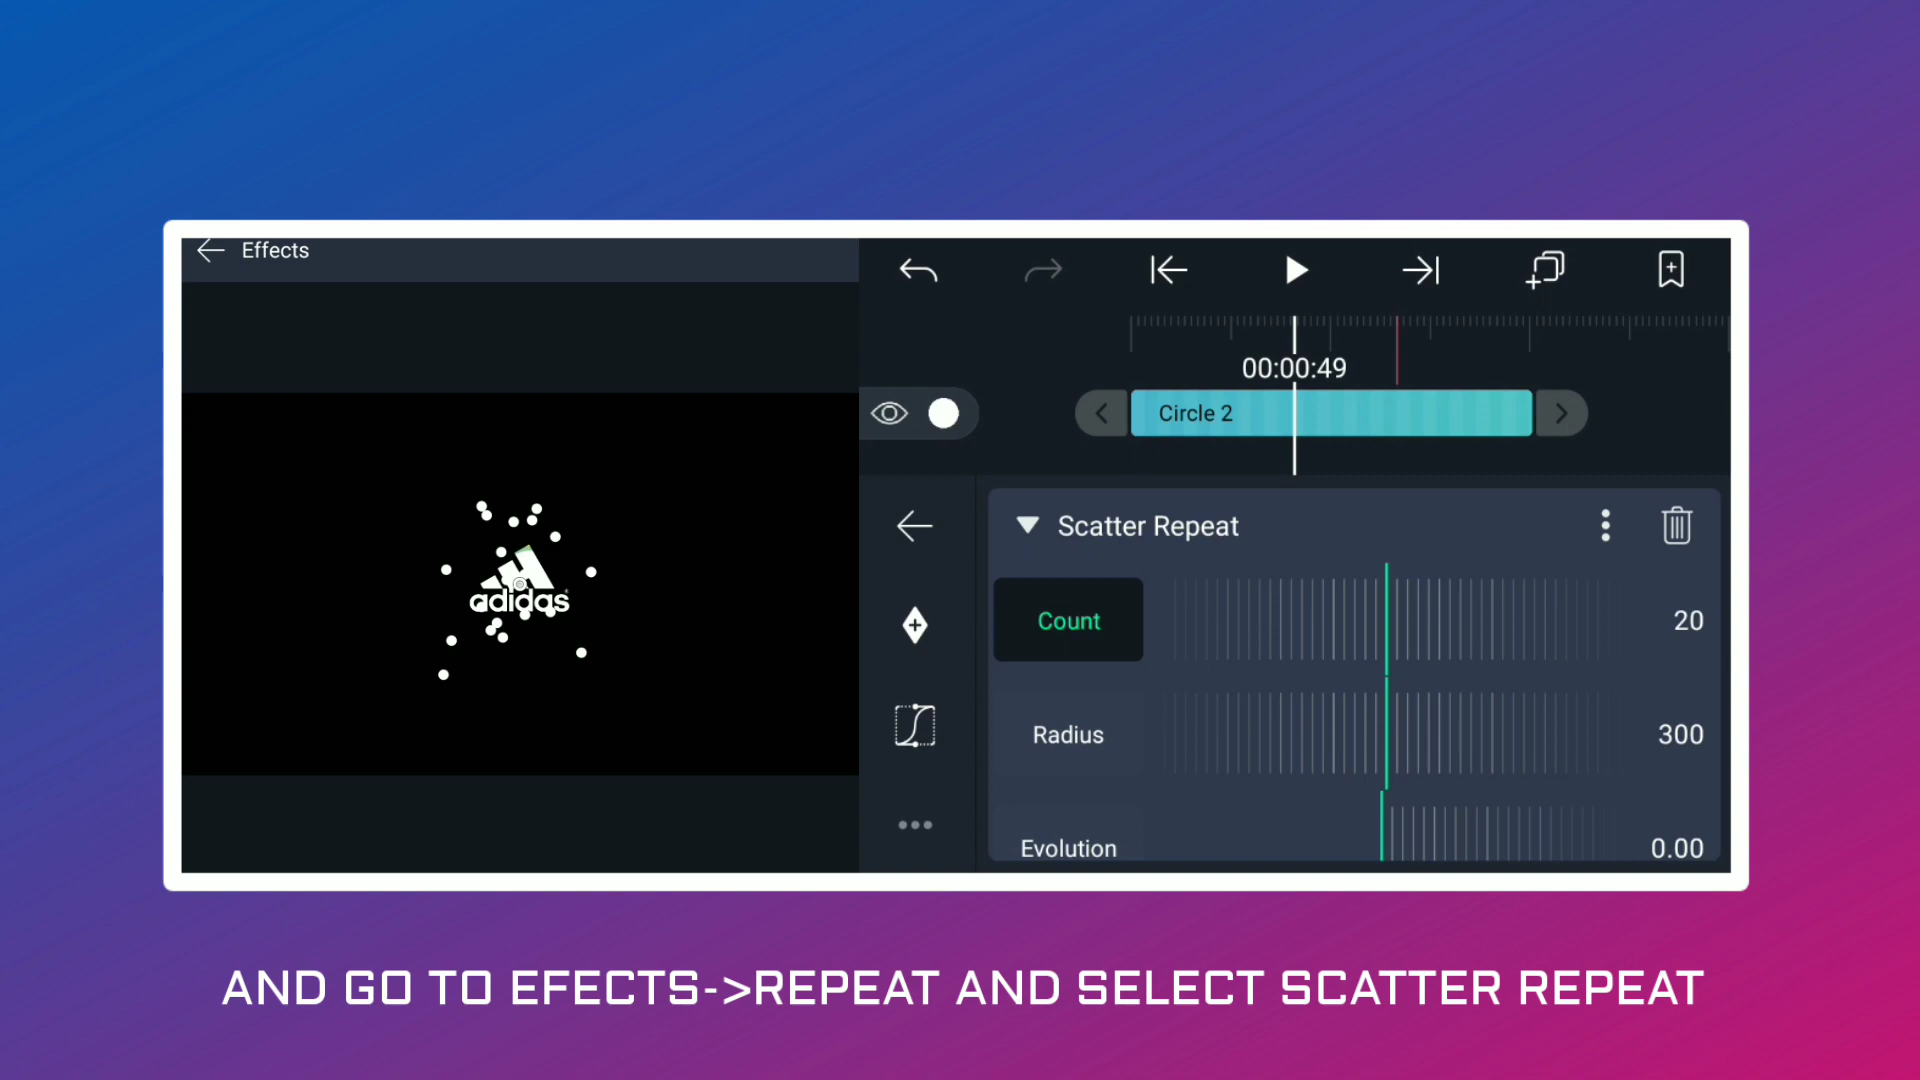 Effects
00:00:49
Circle 2
adidas
Scatter Repeat
Count
20
Radius
300
Evolution
0.00
AND GO TO EFECTS->REPEAT AND SELECT SCATTER REPEAT